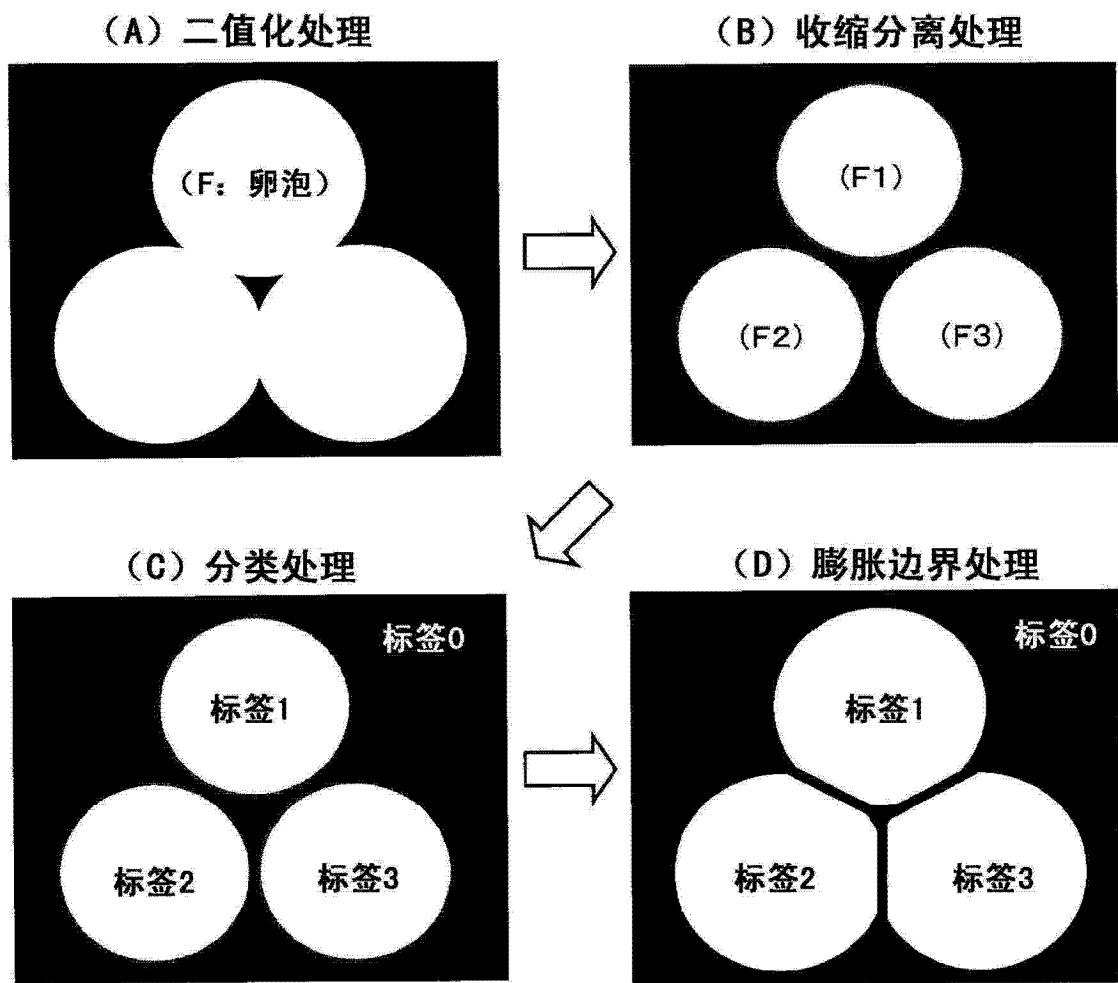 （A）二值化处理
（B）收缩分离处理
（F：卵泡）
（F1）
（F2）
（F3）
（C）分类处理
（D）膨胀边界处理
标签0
标签1
标签2
标签3
标签0
标签1
标签2
标签3